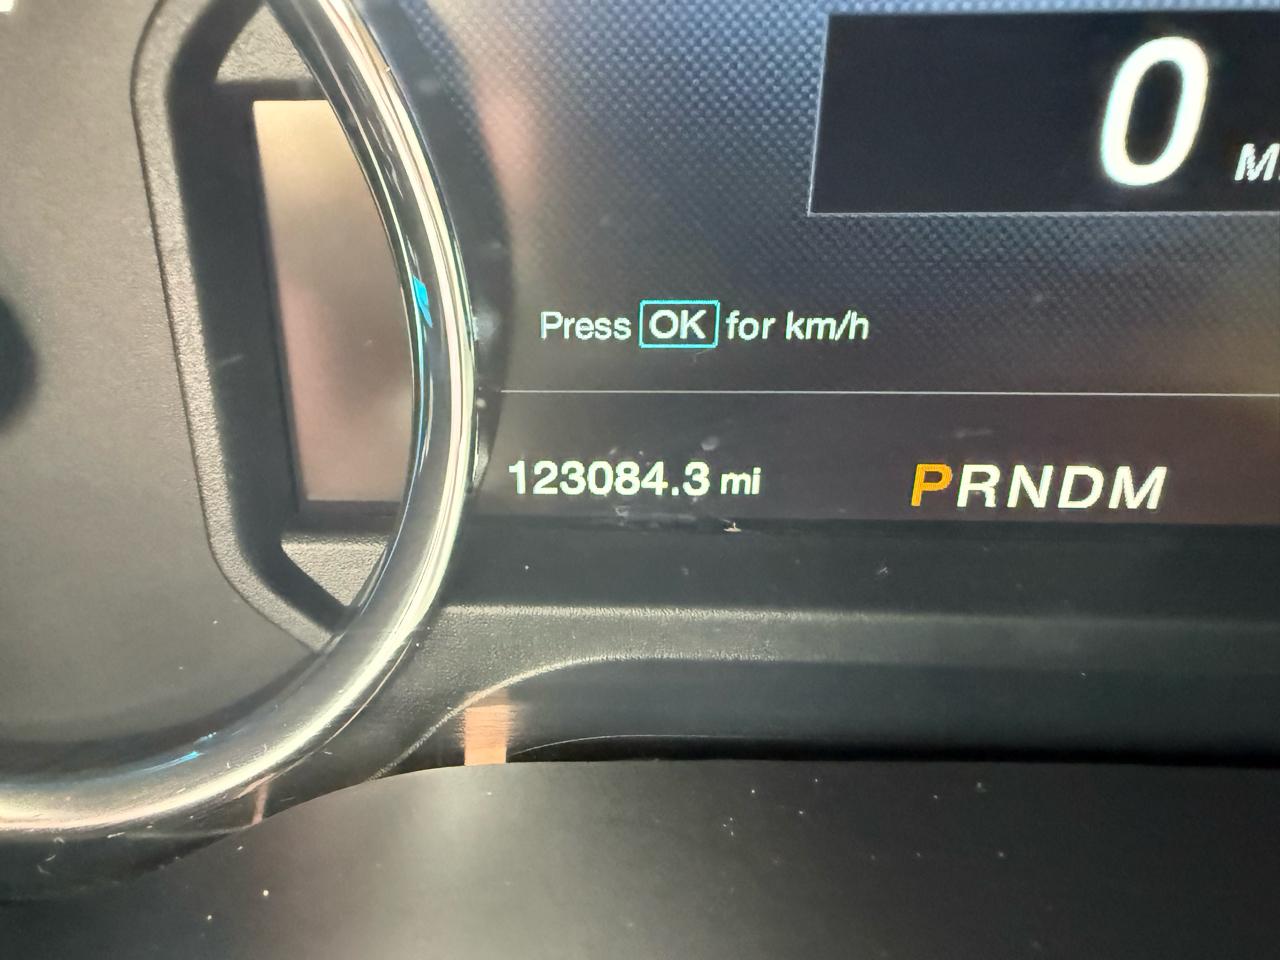 0
Press OK for km/h
123084.3 mi
PRNDM